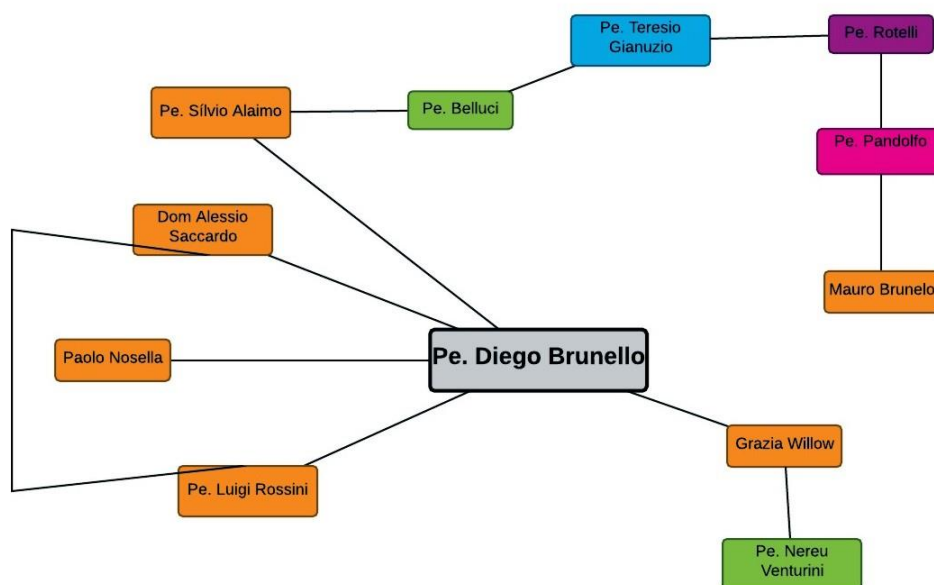 Pe. Teresio
Gianuzio
Pe. Rotelli
Pe. Sílvio Alaimo
Pe. Belluci
Pe. Pandolfo
Dom Alessio
Saccardo
Mauro Brunelo
Paolo Nosella
Pe. Diego Brunello
Grazia Willow
Pe. Luigi Rossini
Pe. Nereu
Venturini